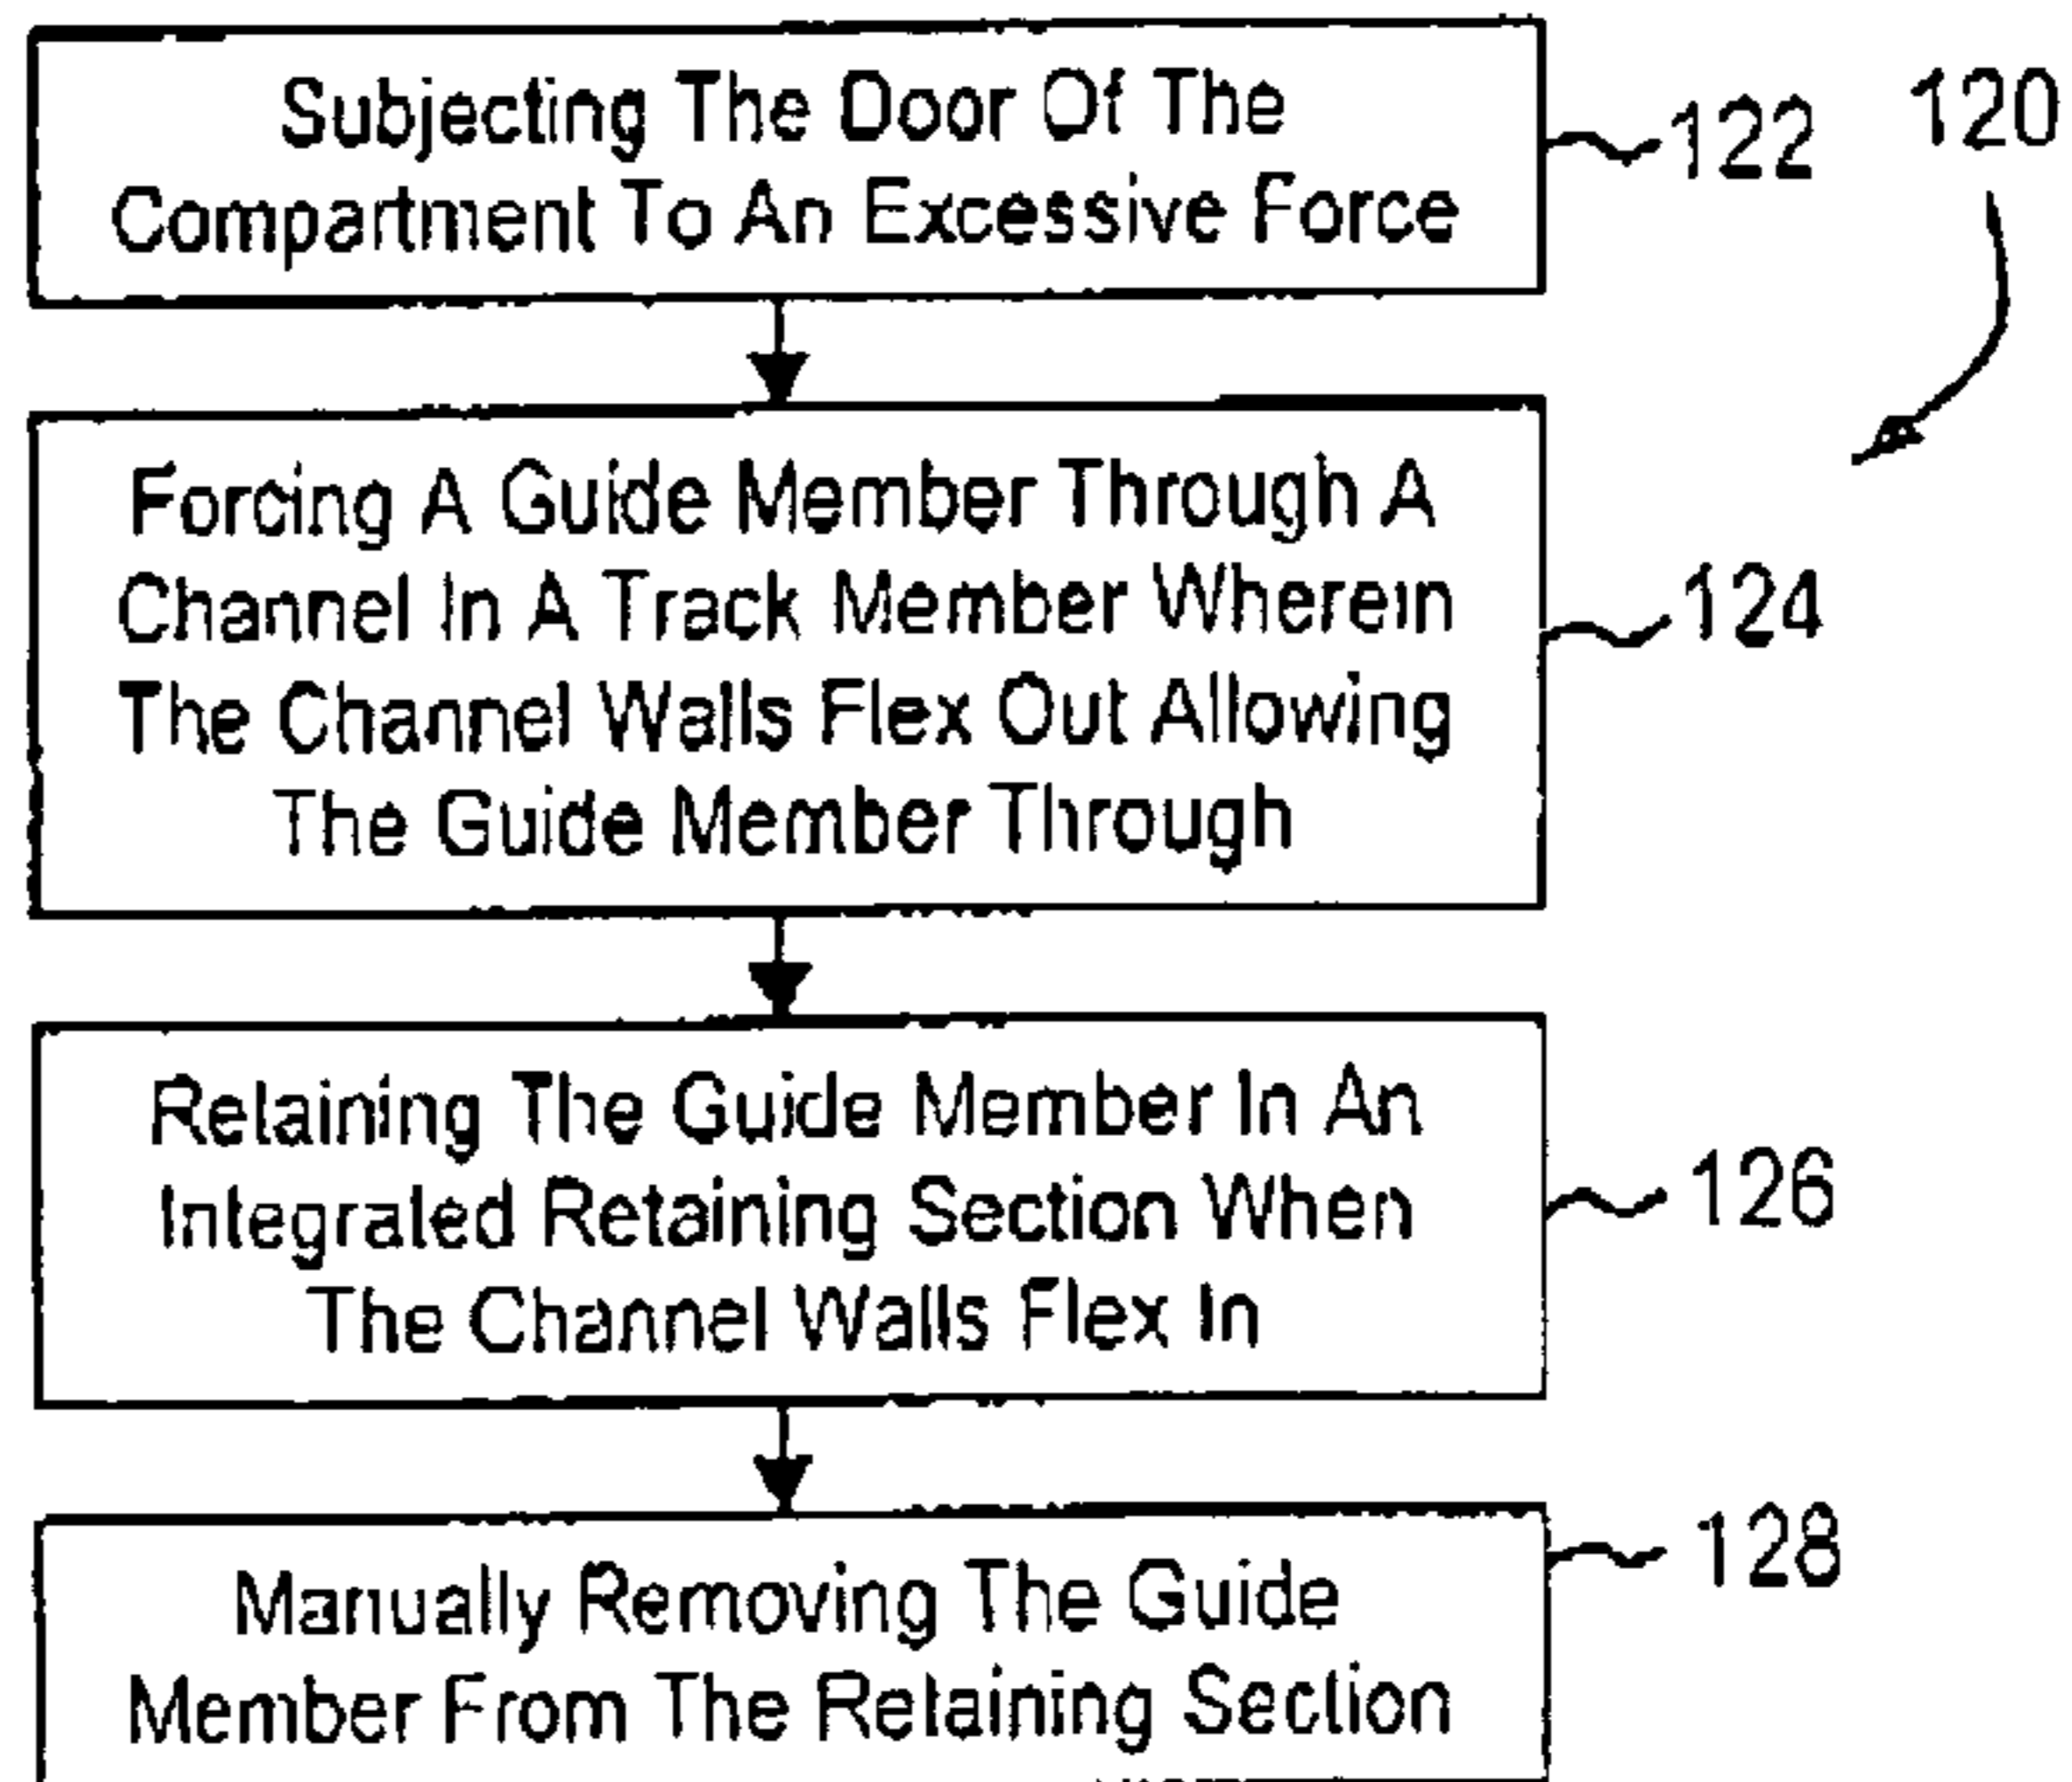 Subjecting The Door Of The
Compartment To An Excessive Force
122
120
Forcing A Guide Member Through A
Channel In A Track Member Wherein
The Channel Walls Flex Out Allowing
The Guide Member Through
124
Retaining The Guide Member In An
Integraled Retaining Section When
The Channel Walls Flex In
126
Manually Removing The Guide
Member From The Retaining Section
128